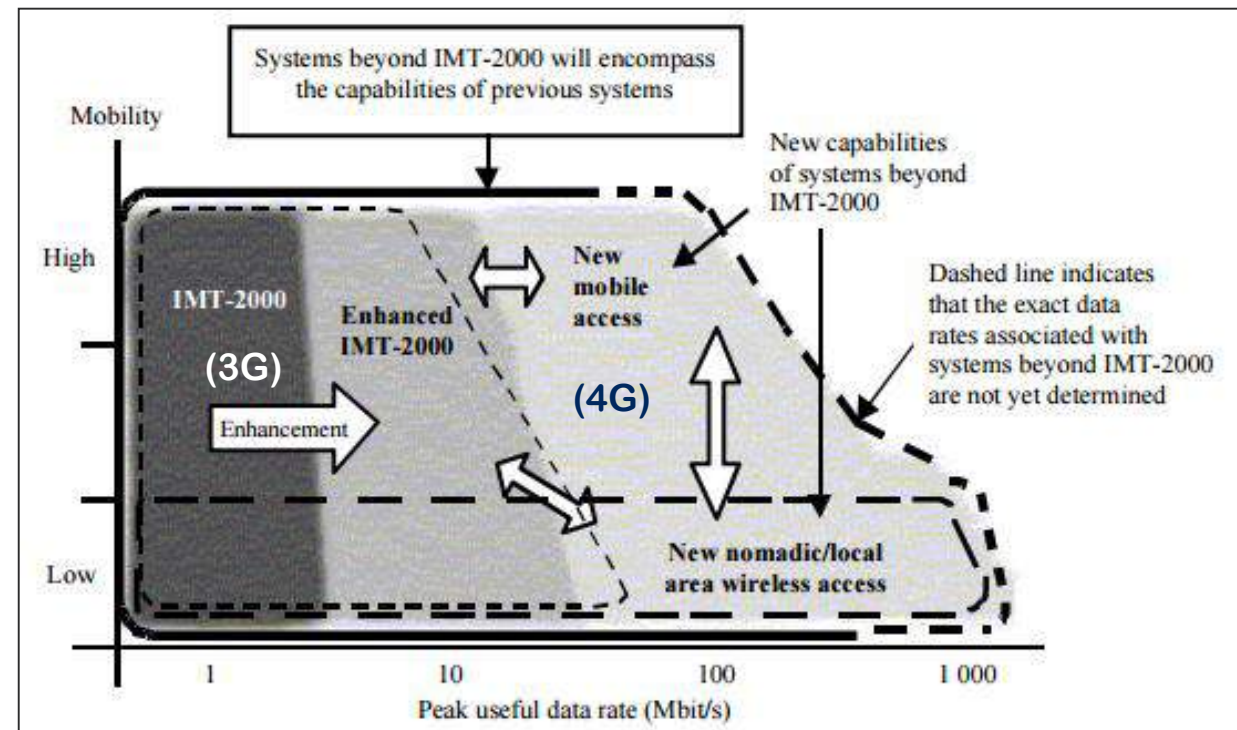 Systems beyond IMT-2000 will encompass
the capabilities of previous systems
Mobility
New capabilities
of systems beyond
IMT-2000
High
New
mobile
access
Dashed line indicates
that the exact data
rates associated with
systems beyond IMT-2000
are not yet determined
IMT-2000
Enhanced
IMT-2000
(3G)
(4G)
Enhancement
Low
New nomadic/local
area wireless access
1
10
100
1 000
Peak useful data rate (Mbit/s)